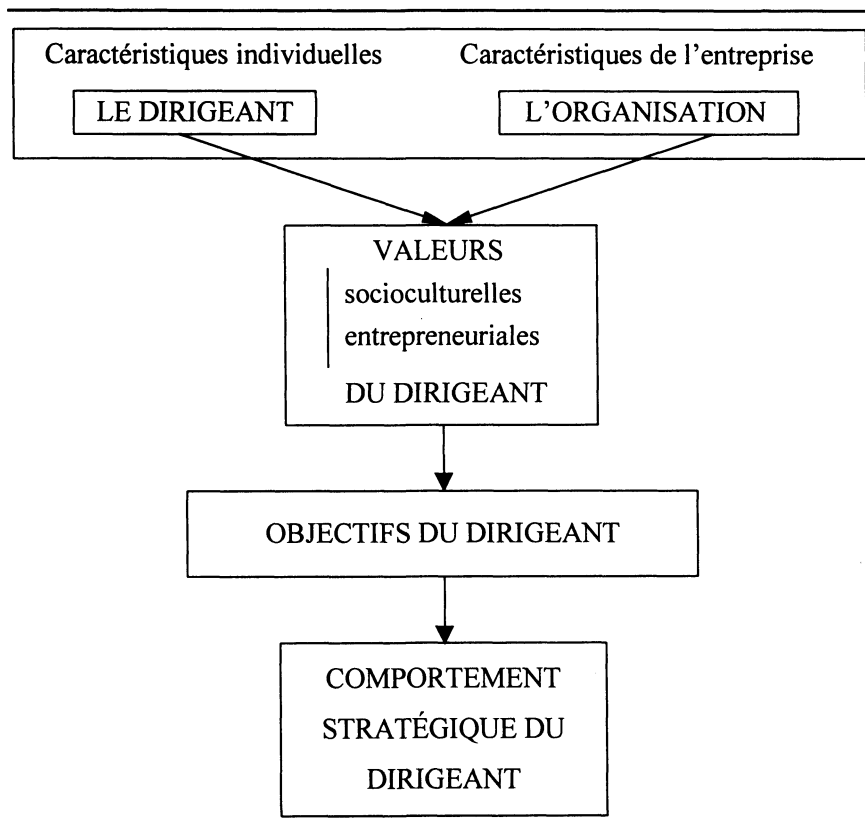 Caractéristiques individuelles
Caractéristiques de l'entreprise
LE DIRIGEANT
L'ORGANISATION
VALEURS
socioculturelles
entrepreneuriales
DU DIRIGEANT
OBJECTIFS DU DIRIGEANT
COMPORTEMENT
STRATÉGIQUE DU
DIRIGEANT